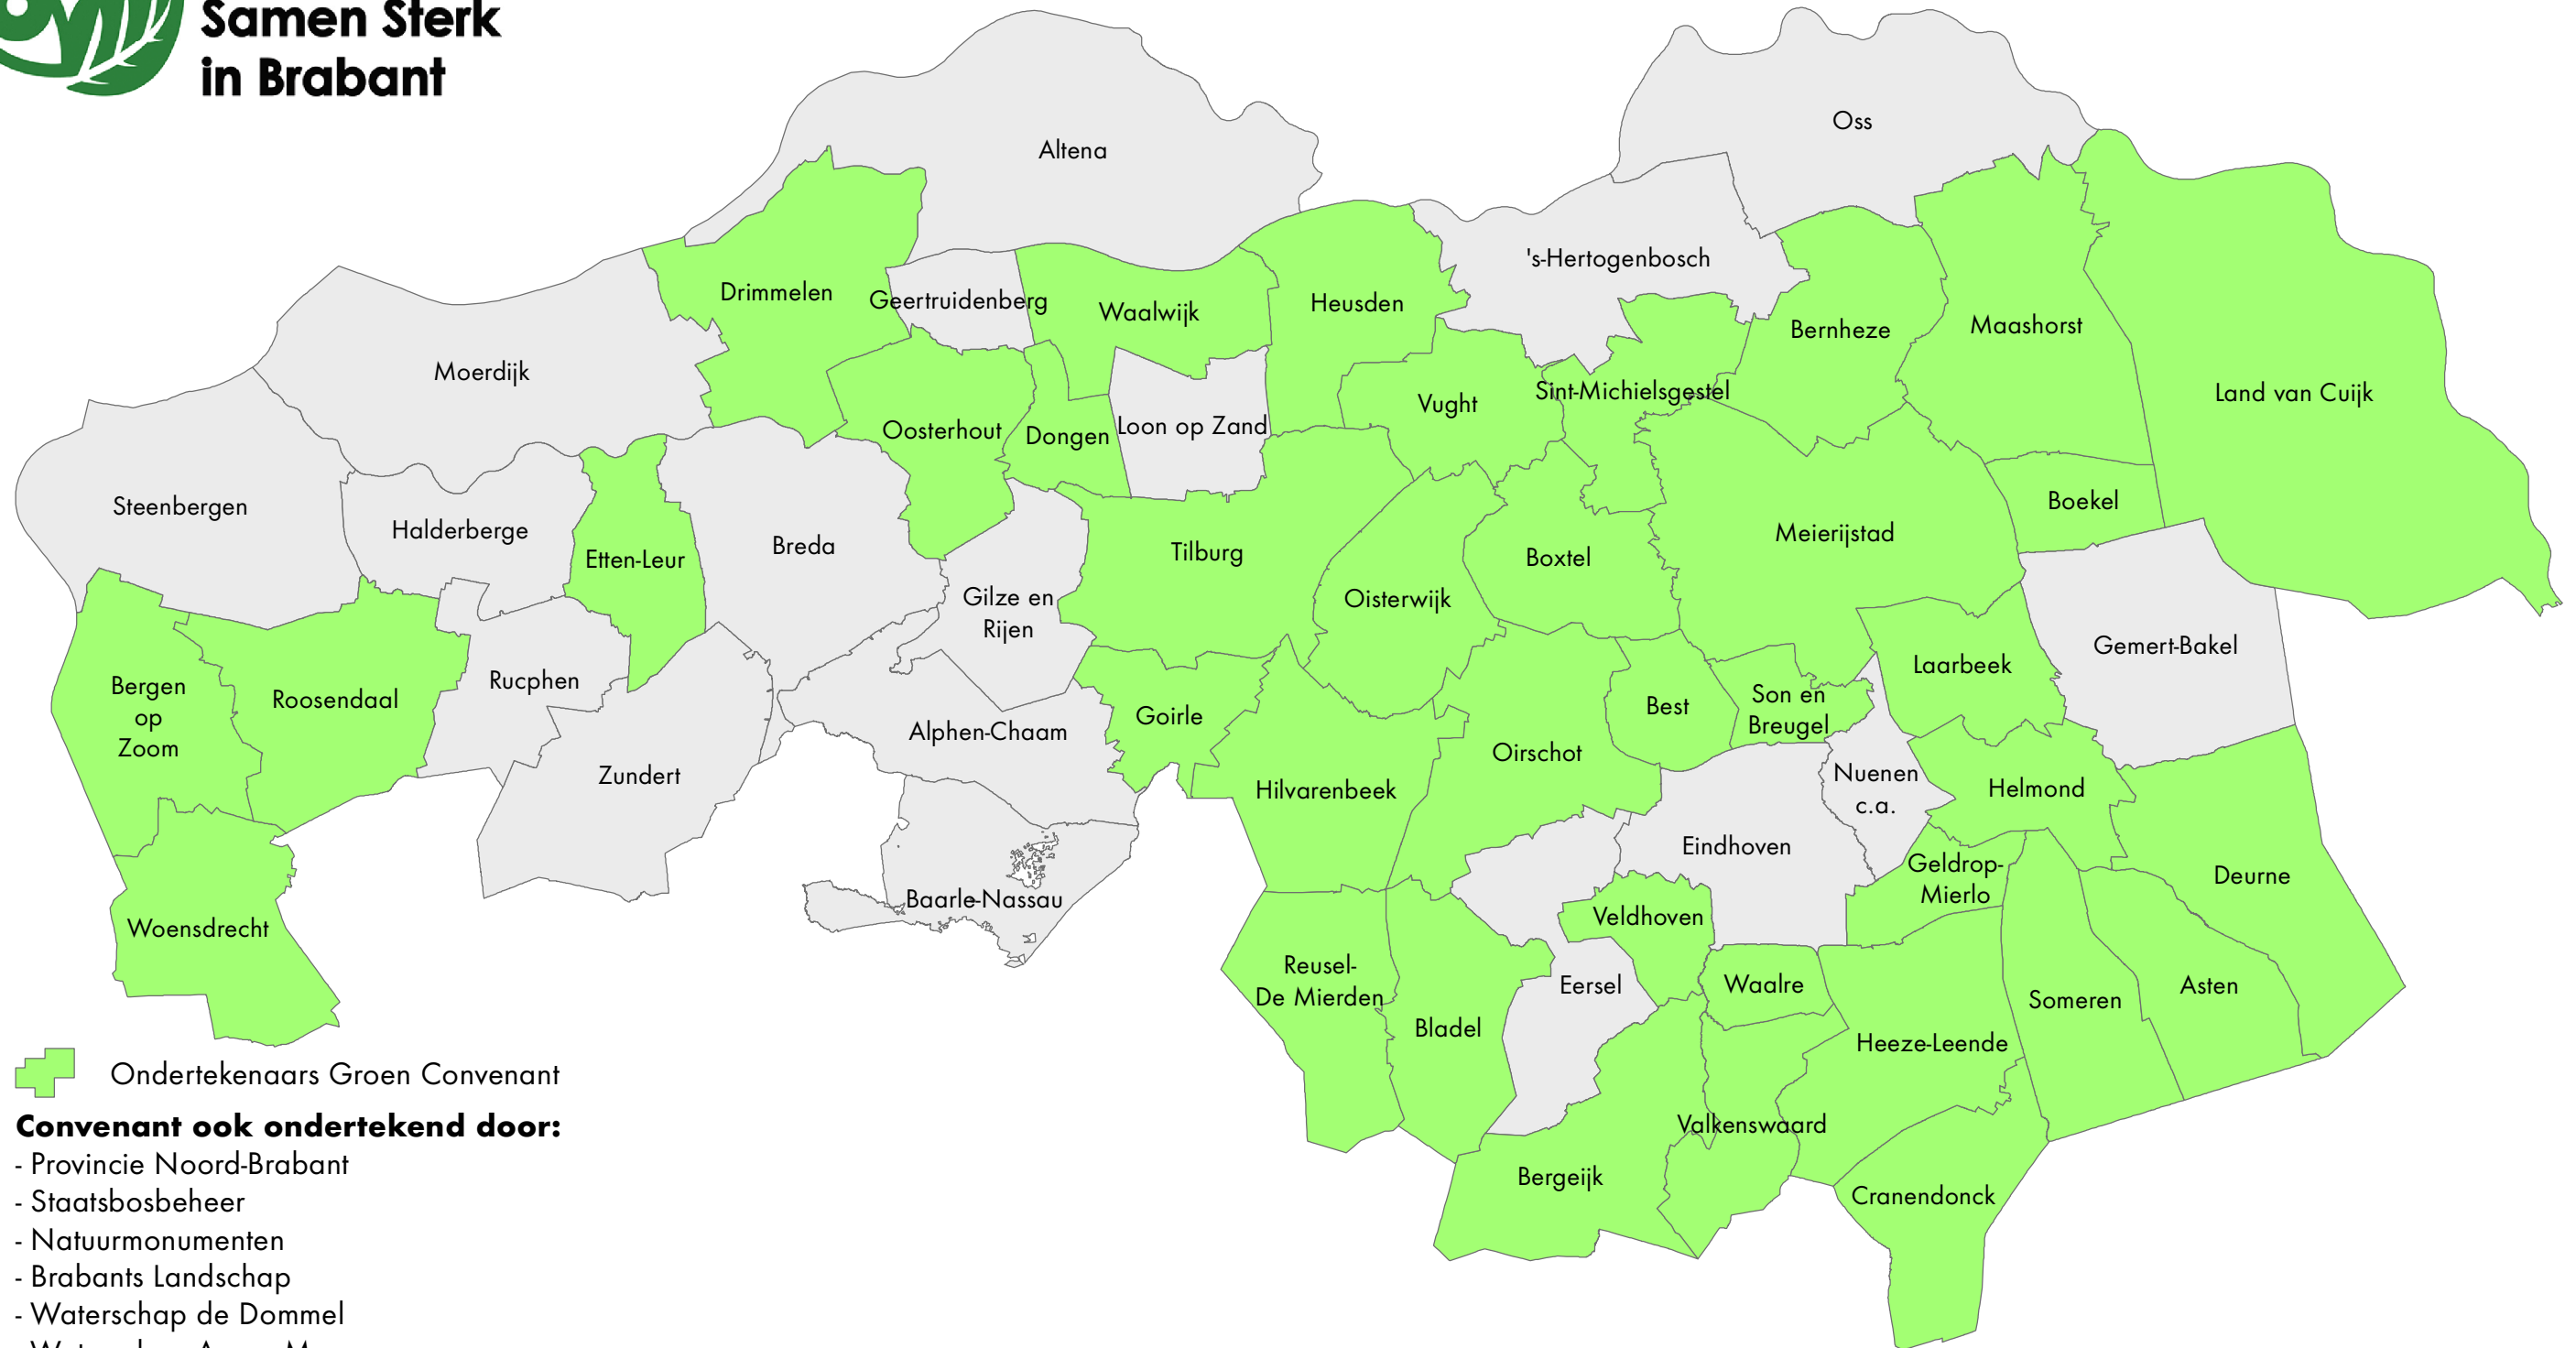 Samen Sterk
in Brabant
Altena
Oss
's-Hertogenbosch
Drimmelen
Geertruidenberg
Waalwijk
Heusden
Bernheze
Maashorst
Moerdijk
Land van Cuijk
Sint-Michielsgestel
Vught
Oosterhout
Dongen
Loon op Zand
Steenbergen
Halderberge
Etten-Leur
Breda
Tilburg
Boxtel
Meierijstad
Boekel
Gilze en
Rijen
Oisterwijk
Gemert-Bakel
Laarbeek
Bergen
op
Zoom
Roosendaal
Rucphen
Goirle
Best
Son en
Breugel
Alphen-Chaam
Zundert
Oirschot
Hilvarenbeek
Nuenen
c.a.
Helmond
Eindhoven
Geldrop-
Mierlo
Deurne
Baarle-Nassau
Veldhoven
Woensdrecht
Reusel-
De Mierden
Eersel
Waalre
Someren
Asten
Bladel
Heeze-Leende
Valkenswaard
Bergeijk
Cranendonck
Ondertekenaars Groen Convenant
Convenant ook ondertekend door:
- Provincie Noord-Brabant
- Staatsbosbeheer
- Natuurmonumenten
- Brabants Landschap
- Waterschap de Dommel